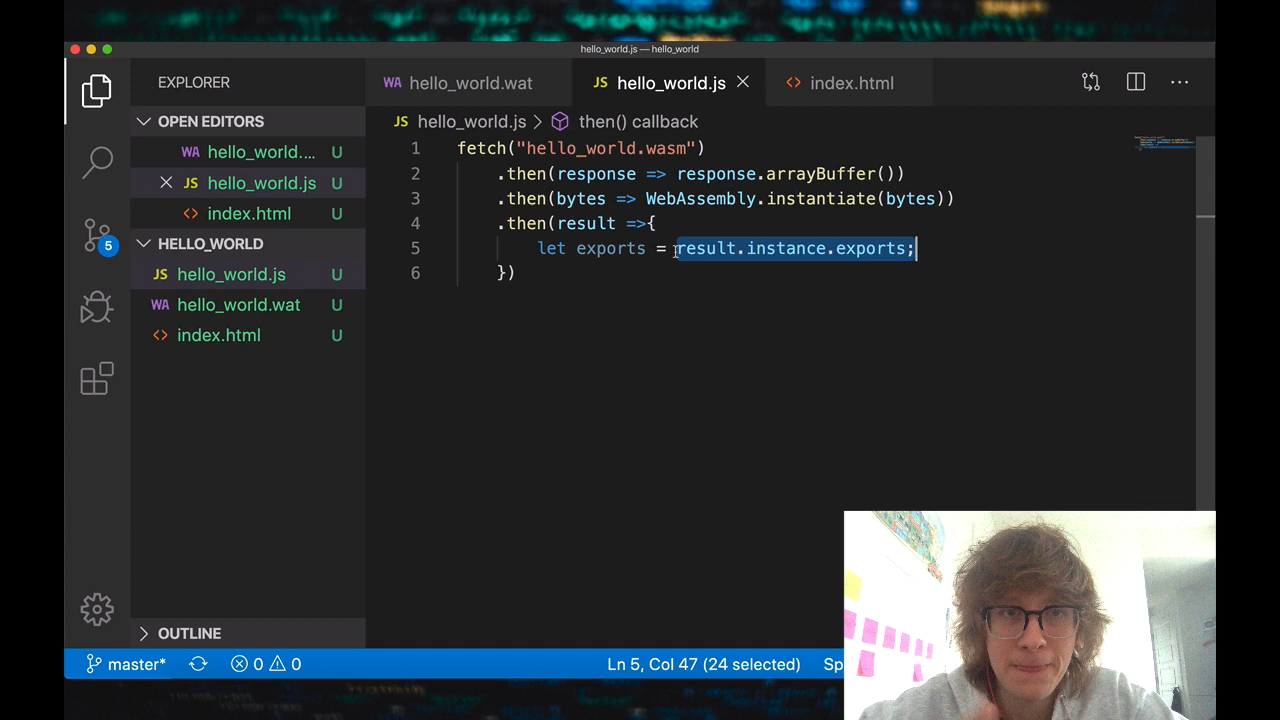 hello_world.js — hello_world
EXPLORER
WA hello_world.wat
JS hello_world.js
<> index.html
OPEN EDITORS
JS hello_world.js > then() callback
WA hello_world.... U
JS hello_world.js U
<> index.html U
HELLO_WORLD
JS hello_world.js U
WA hello_world.wat U
<> index.html U
1 fetch("hello_world.wasm")
2 .then(response => response.arrayBuffer())
3 .then(bytes => WebAssembly.instantiate(bytes))
4 .then(result =>{
5 let exports = result.instance.exports;
6 })
5
OUTLINE
master* 0 0 Ln 5, Col 47 (24 selected) Sp